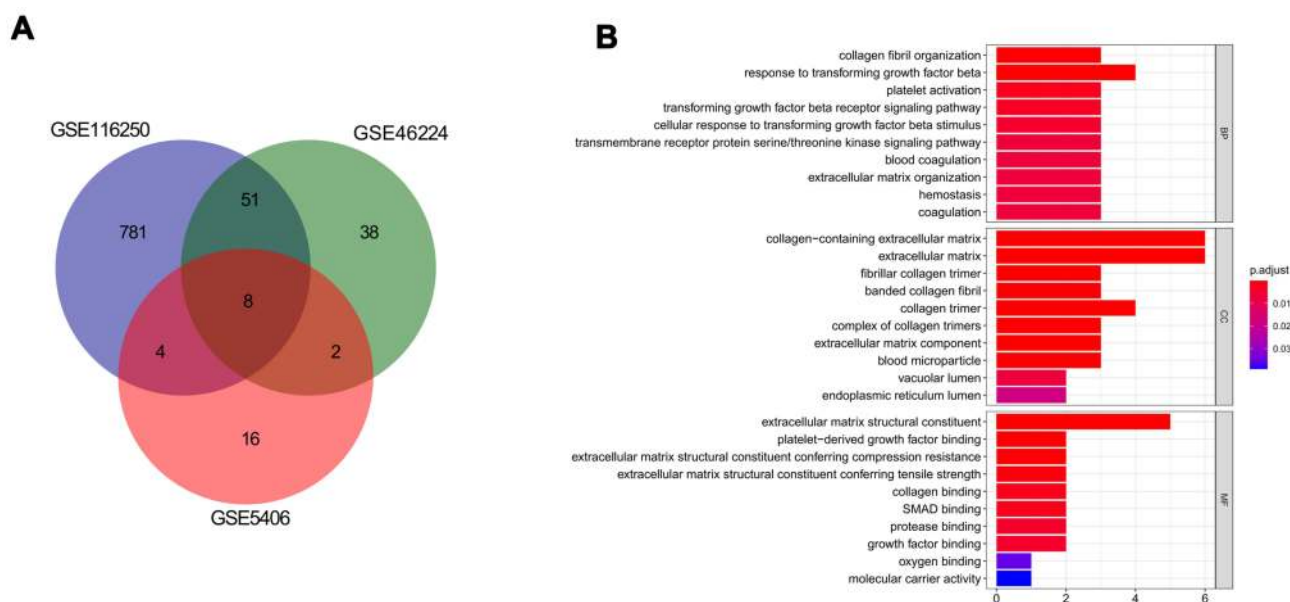 A
B
GSE116250
GSE46224
781
51
38
8
4
2
16
GSE5406
collagen fibril organization
response to transforming growth factor beta
platelet activation
transforming growth factor beta receptor signaling pathway
cellular response to transforming growth factor beta stimulus
transmembrane receptor protein serine/threonine kinase signaling pathway
blood coagulation
extracellular matrix organization
hemostasis
coagulation
BP
collagen-containing extracellular matrix
extracellular matrix
fibrillar collagen trimer
banded collagen fibril
collagen trimer
complex of collagen trimers
extracellular matrix component
blood microparticle
vacuolar lumen
endoplasmic reticulum lumen
CC
extracellular matrix structural constituent
platelet-derived growth factor binding
extracellular matrix structural constituent conferring compression resistance
extracellular matrix structural constituent conferring tensile strength
collagen binding
SMAD binding
protease binding
growth factor binding
oxygen binding
molecular carrier activity
MF
0 2 4 6
p.adjust
0.01
0.02
0.03